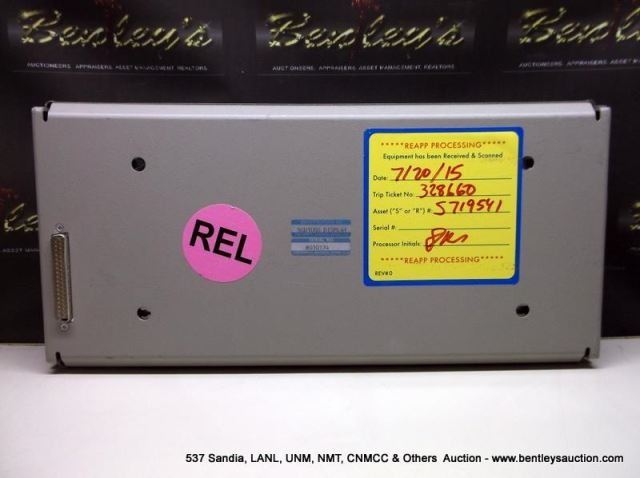 Bentley's
AUCTIONEERS. APPRAISERS. ASSET MANAGEMENT, REALTORS.
Bentley's
AUCTIONEERS. APPRAISERS. ASSET MANAGEMENT, REALTORS.
*****REAPP PROCESSING*****
Equipment has been Received & Scanned
Date: 7/20/15
Trip Ticket No: 328660
Asset ("S" or "R") #: S719541
Serial #:
Processor Initials:
*****REAPP PROCESSING*****
REV#0
REL
537 Sandia, LANL, UNM, NMT, CNMCC & Others Auction - www.bentleysauction.com